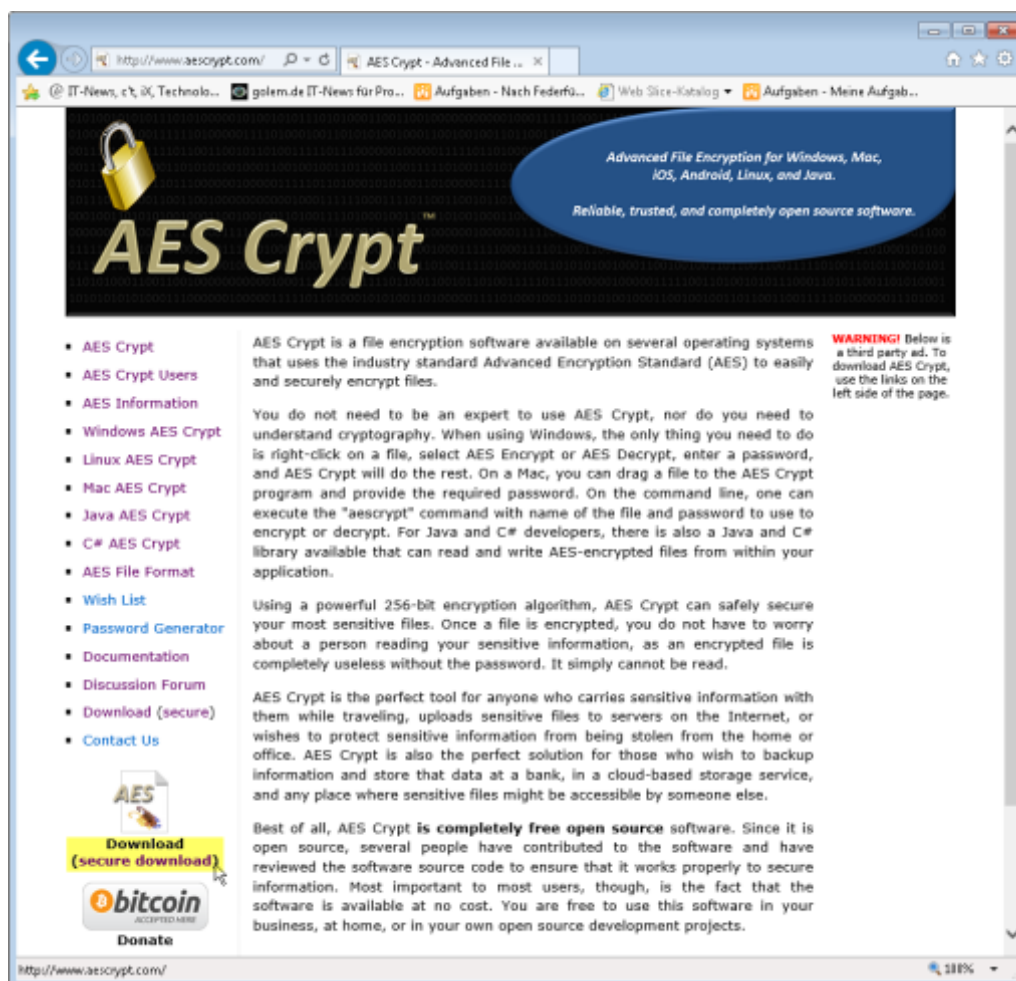 http://www.aescrypt.com/
AES Crypt - Advanced File ...
IT-News, c't, iX, Technolo...
golem.de IT-News für Pro...
Aufgaben - Nach Federfü...
Web Slice-Katalog
Aufgaben - Meine Aufgab...
Advanced File Encryption for Windows, Mac,
iOS, Android, Linux, and Java.
Reliable, trusted, and completely open source software.
AES Crypt™
AES Crypt
AES Crypt Users
AES Information
Windows AES Crypt
Linux AES Crypt
Mac AES Crypt
Java AES Crypt
C# AES Crypt
AES File Format
Wish List
Password Generator
Documentation
Discussion Forum
Download (secure)
Contact Us
AES
Download
(secure download)
bitcoin
ACCEPTED HERE
Donate
AES Crypt is a file encryption software available on several operating systems
that uses the industry standard Advanced Encryption Standard (AES) to easily
and securely encrypt files.
You do not need to be an expert to use AES Crypt, nor do you need to
understand cryptography. When using Windows, the only thing you need to do
is right-click on a file, select AES Encrypt or AES Decrypt, enter a password,
and AES Crypt will do the rest. On a Mac, you can drag a file to the AES Crypt
program and provide the required password. On the command line, one can
execute the "aescrypt" command with name of the file and password to use to
encrypt or decrypt. For Java and C# developers, there is also a Java and C#
library available that can read and write AES-encrypted files from within your
application.
Using a powerful 256-bit encryption algorithm, AES Crypt can safely secure
your most sensitive files. Once a file is encrypted, you do not have to worry
about a person reading your sensitive information, as an encrypted file is
completely useless without the password. It simply cannot be read.
AES Crypt is the perfect tool for anyone who carries sensitive information with
them while traveling, uploads sensitive files to servers on the Internet, or
wishes to protect sensitive information from being stolen from the home or
office. AES Crypt is also the perfect solution for those who wish to backup
information and store that data at a bank, in a cloud-based storage service,
and any place where sensitive files might be accessible by someone else.
Best of all, AES Crypt is completely free open source software. Since it is
open source, several people have contributed to the software and have
reviewed the software source code to ensure that it works properly to secure
information. Most important to most users, though, is the fact that the
software is available at no cost. You are free to use this software in your
business, at home, or in your own open source development projects.
WARNING! Below is
a third party ad. To
download AES Crypt,
use the links on the
left side of the page.
http://www.aescrypt.com/
100%